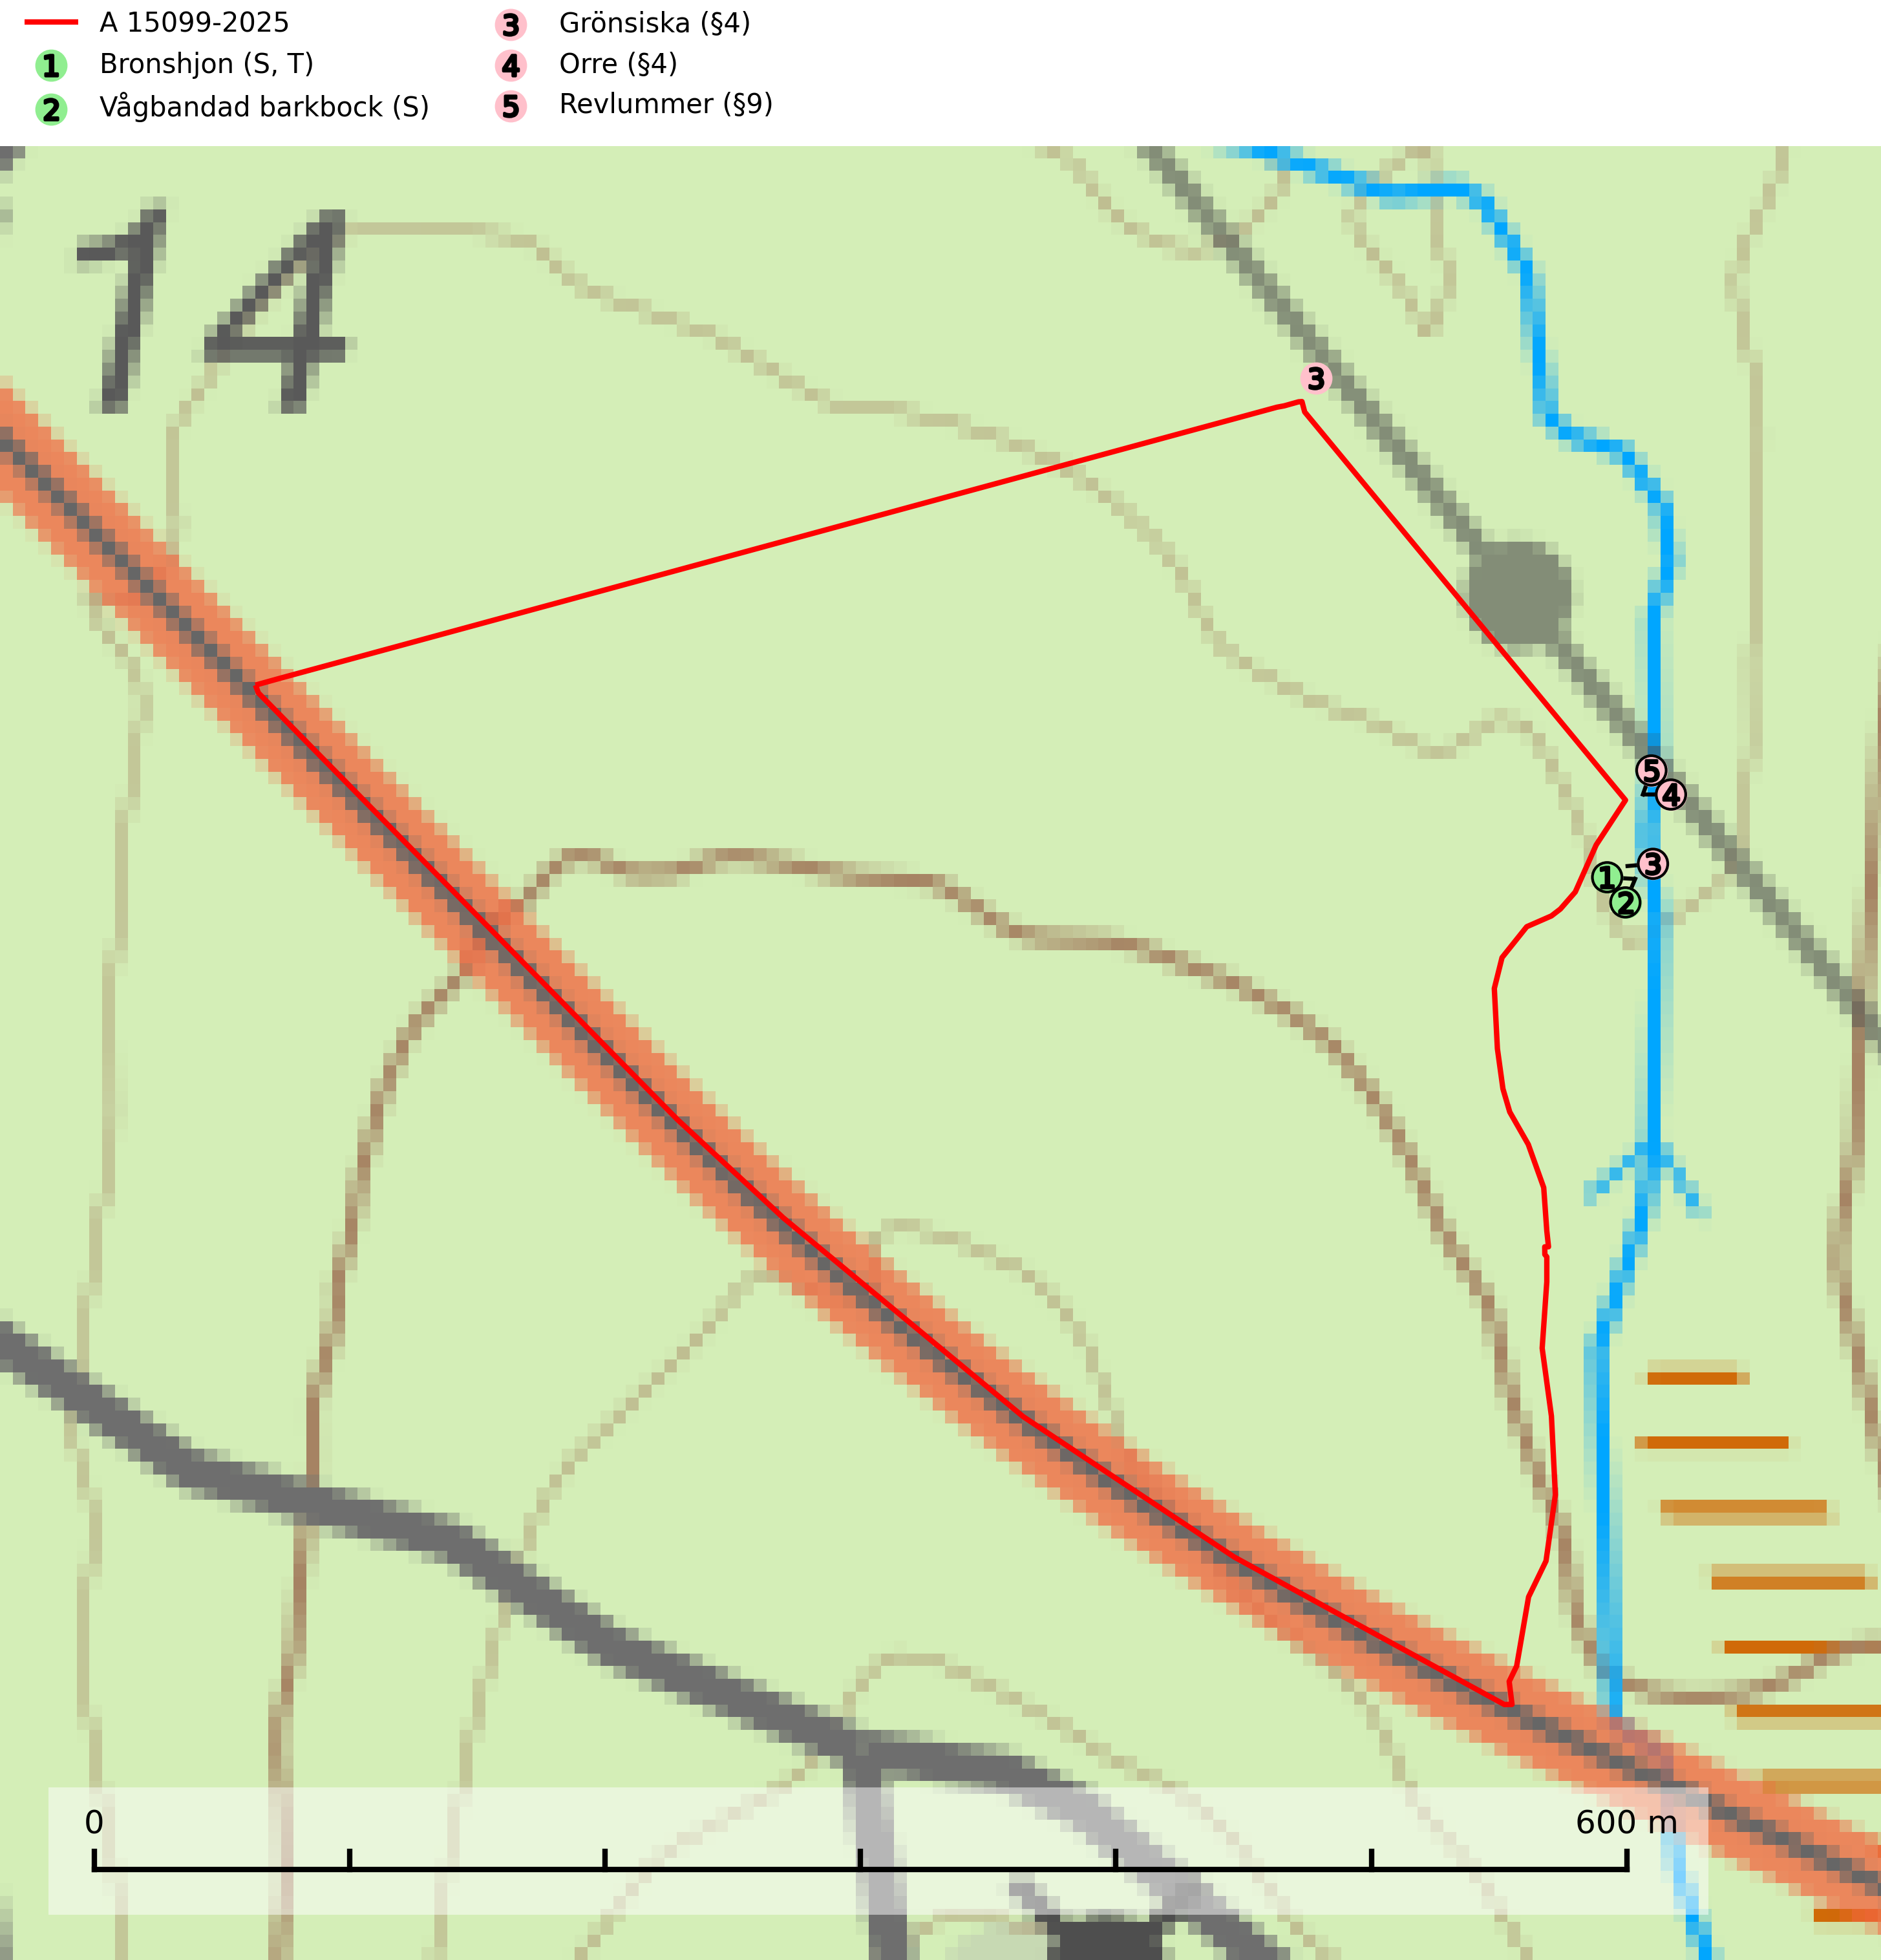 A 15099-2025
1 Bronshjon (S, T)
2 Vågbandad barkbock (S)
3 Grönsiska (§4)
4 Orre (§4)
5 Revlummer (§9)
14
3
5
4
3
1
2
0 600 m